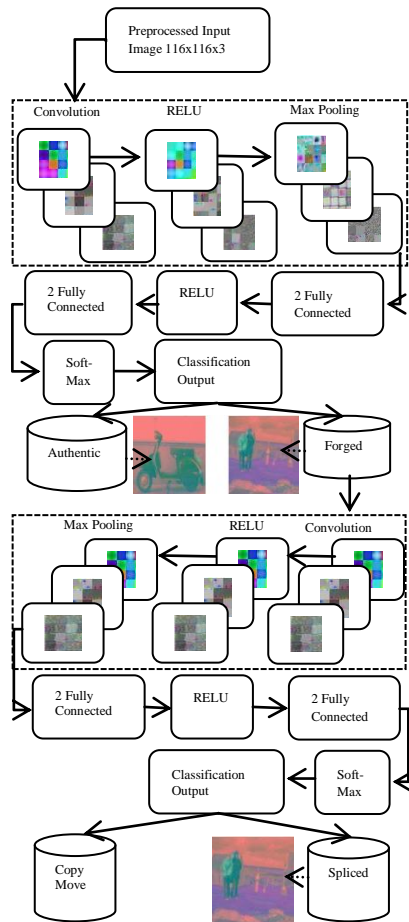 Preprocessed Input
Image 116x116x3
Convolution
RELU
Max Pooling
2 Fully
Connected
RELU
2 Fully
Connected
Soft-
Max
Classification
Output
Authentic
Forged
Max Pooling
RELU
Convolution
2 Fully
Connected
RELU
2 Fully
Connected
Classification
Output
Soft-
Max
Copy
Move
Spliced